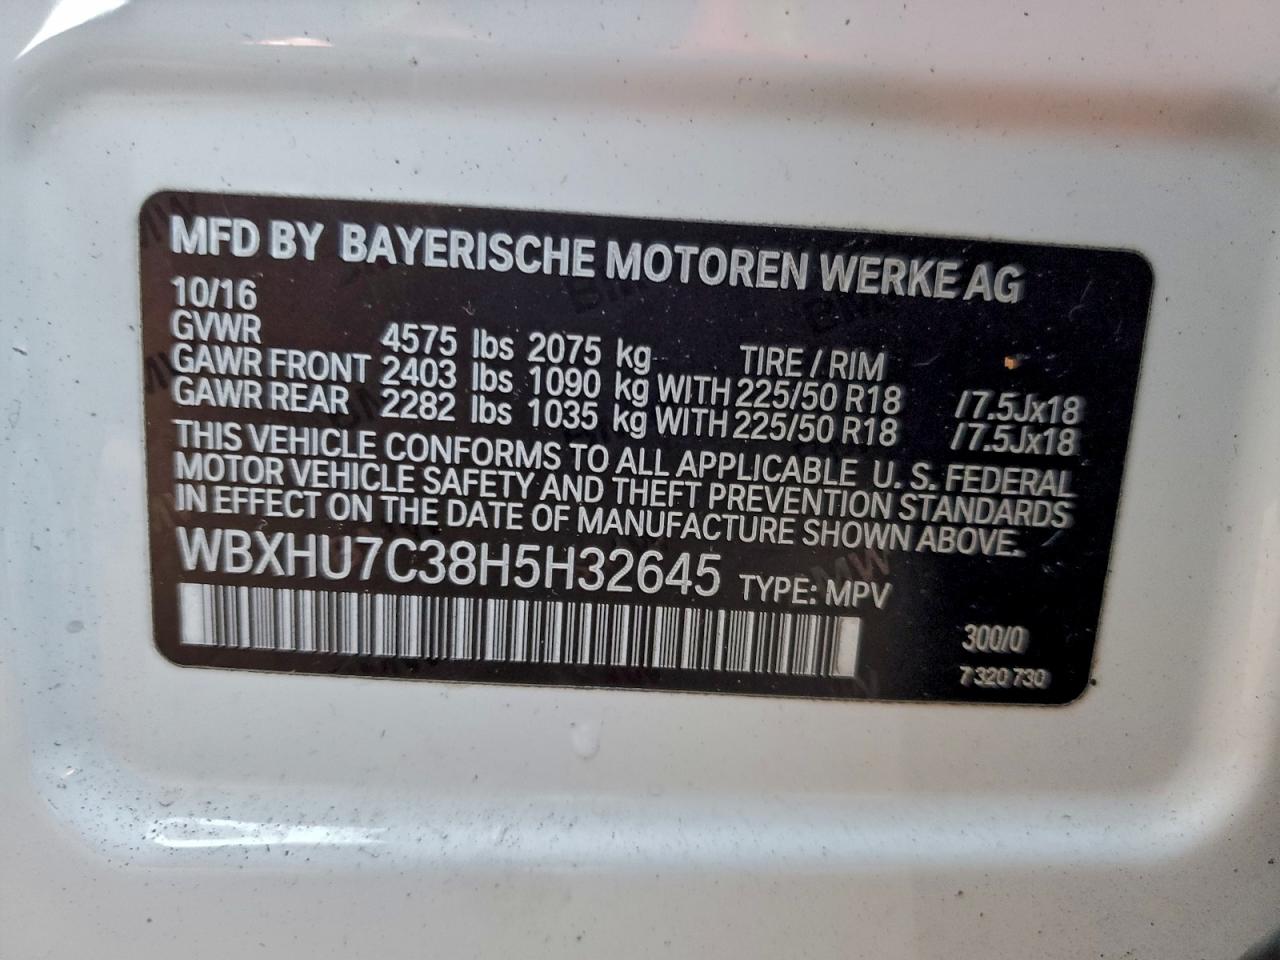 MFD BY BAYERISCHE MOTOREN WERKE AG
10/16
GVWR 4575 lbs 2075 kg TIRE / RIM
GAWR FRONT 2403 lbs 1090 kg WITH 225/50 R18 /7.5Jx18
GAWR REAR 2282 lbs 1035 kg WITH 225/50 R18 /7.5Jx18
THIS VEHICLE CONFORMS TO ALL APPLICABLE U. S. FEDERAL
MOTOR VEHICLE SAFETY AND THEFT PREVENTION STANDARDS
IN EFFECT ON THE DATE OF MANUFACTURE SHOWN ABOVE.
WBXHU7C38H5H32645 TYPE: MPV
300/0
7 320 730